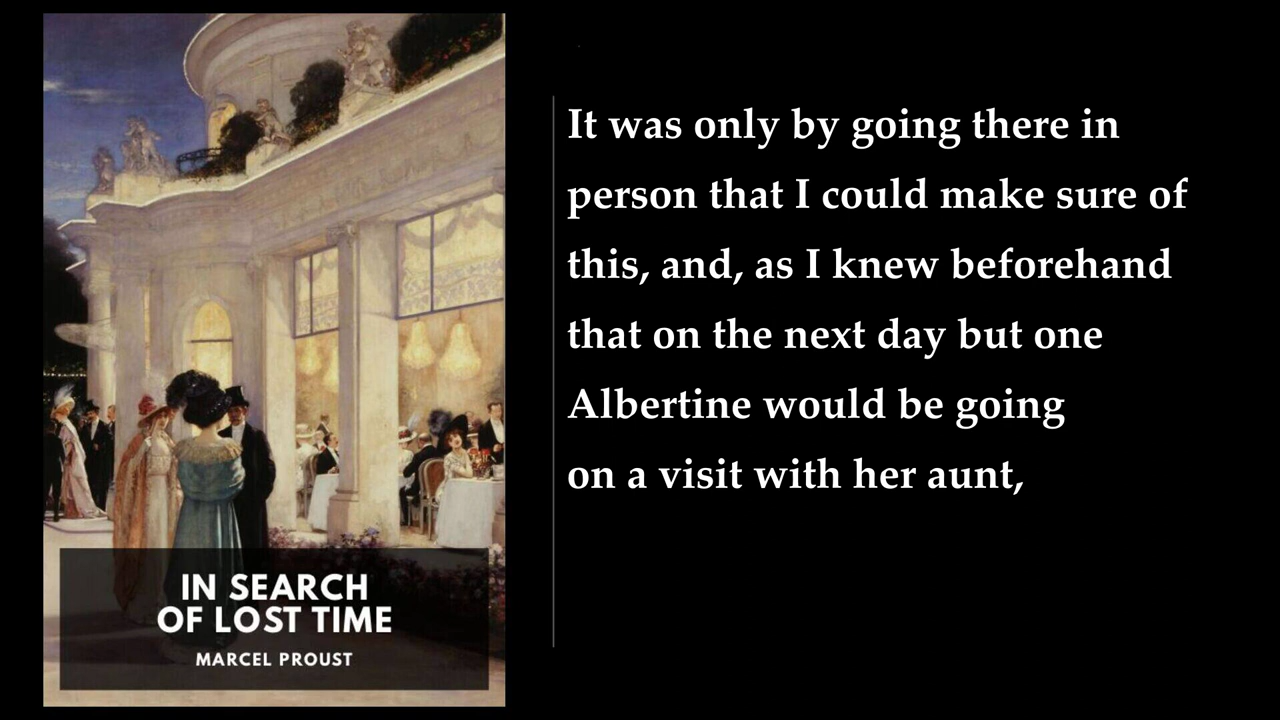 It was only by going there in
person that I could make sure of
this, and, as I knew beforehand
that on the next day but one
Albertine would be going
on a visit with her aunt,
IN SEARCH
OF LOST TIME
MARCEL PROUST